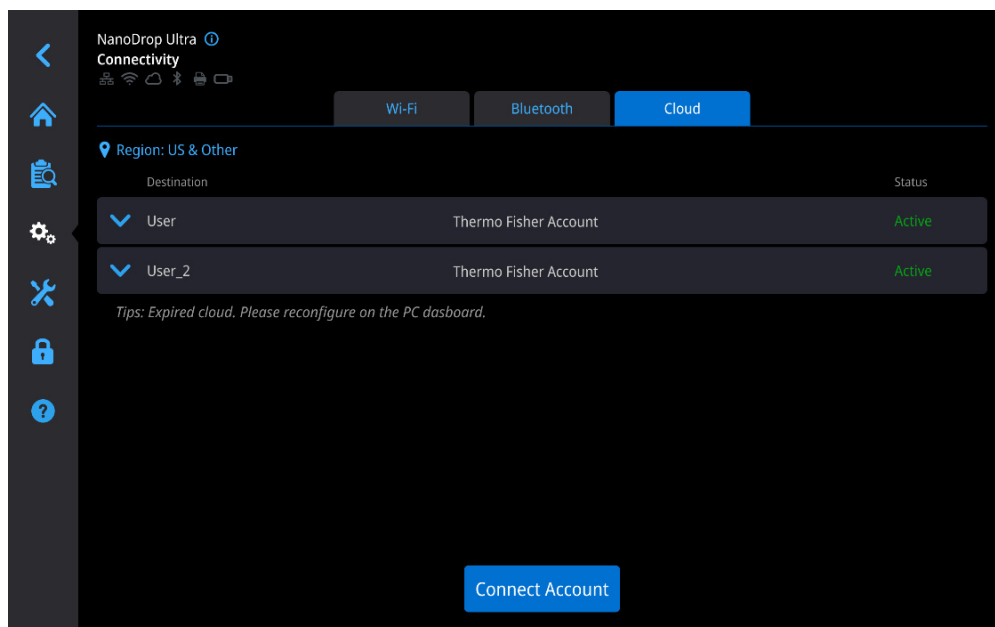 NanoDrop Ultra
Connectivity
Wi-Fi Bluetooth Cloud
Region: US & Other
Destination Status
User Thermo Fisher Account Active
User_2 Thermo Fisher Account Active
Tips: Expired cloud. Please reconfigure on the PC dasboard.
Connect Account